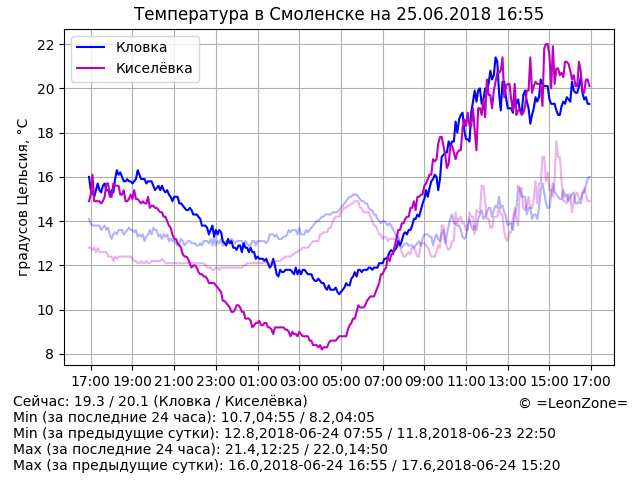 Температура в Смоленске на 25.06.2018 16:55
Кловка
Киселёвка
градусов Цельсия, °C
22
20
18
16
14
12
10
8
17:00 19:00 21:00 23:00 01:00 03:00 05:00 07:00 09:00 11:00 13:00 15:00 17:00
Сейчас: 19.3 / 20.1 (Кловка / Киселёвка)
© =LeonZone=
Min (за последние 24 часа): 10.7,04:55 / 8.2,04:05
Min (за предыдущие сутки): 12.8,2018-06-24 07:55 / 11.8,2018-06-23 22:50
Max (за последние 24 часа): 21.4,12:25 / 22.0,14:50
Max (за предыдущие сутки): 16.0,2018-06-24 16:55 / 17.6,2018-06-24 15:20